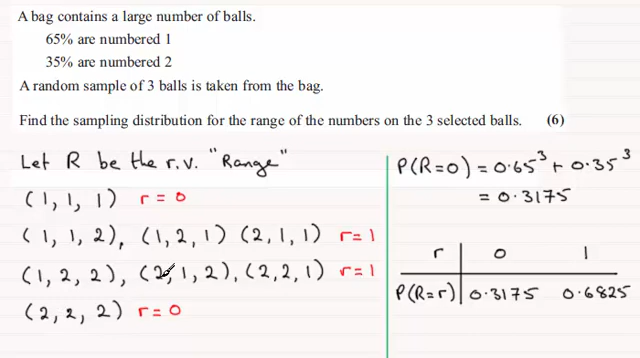 A bag contains a large number of balls.
65% are numbered 1
35% are numbered 2
A random sample of 3 balls is taken from the bag.
Find the sampling distribution for the range of the numbers on the 3 selected balls. (6)
Let R be the r.v. "Range"
(1, 1, 1) r = 0
(1, 1, 2), (1, 2, 1) (2, 1, 1) r = 1
(1, 2, 2), (2, 1, 2), (2, 2, 1) r = 1
(2, 2, 2) r = 0
P(R=0) = 0.65³ + 0.35³
= 0.3175
r 0 1
P(R=r) 0.3175 0.6825